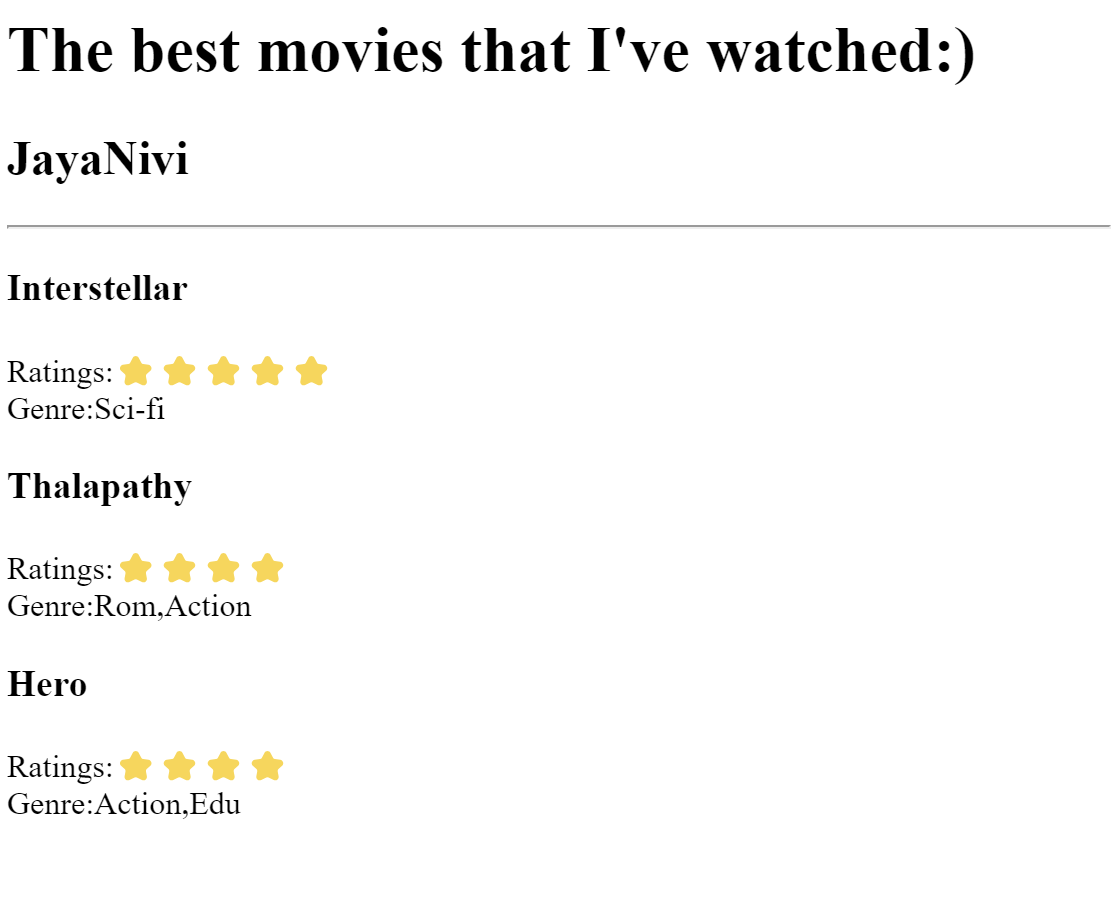 The best movies that I've watched:)
JayaNivi
Interstellar
Ratings: ⭐ ⭐ ⭐ ⭐ ⭐
Genre:Sci-fi
Thalapathy
Ratings: ⭐ ⭐ ⭐ ⭐
Genre:Rom,Action
Hero
Ratings: ⭐ ⭐ ⭐ ⭐
Genre:Action,Edu